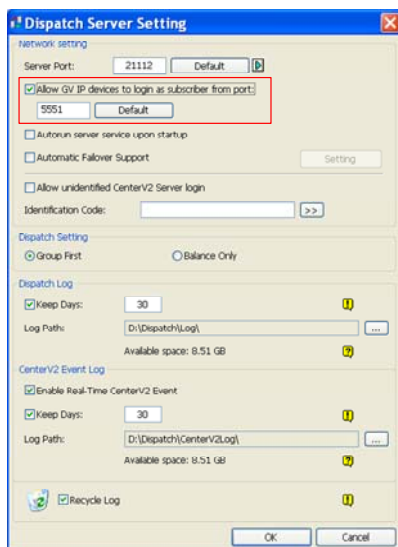 Dispatch Server Setting
Network setting
Server Port: 21112 Default
Allow GV IP devices to login as subscriber from port:
5551 Default
Autorun server service upon startup
Automatic Failover Support Setting
Allow unidentified CenterV2 Server login
Identification Code: >>
Dispatch Setting
Group First Balance Only
Dispatch Log
Keep Days: 30
Log Path: D:\Dispatch\Log\ ...
Available space: 8.51 GB
CenterV2 Event Log
Enable Real-Time CenterV2 Event
Keep Days: 30
Log Path: D:\Dispatch\CenterV2Log\ ...
Available space: 8.51 GB
Recycle Log
OK Cancel